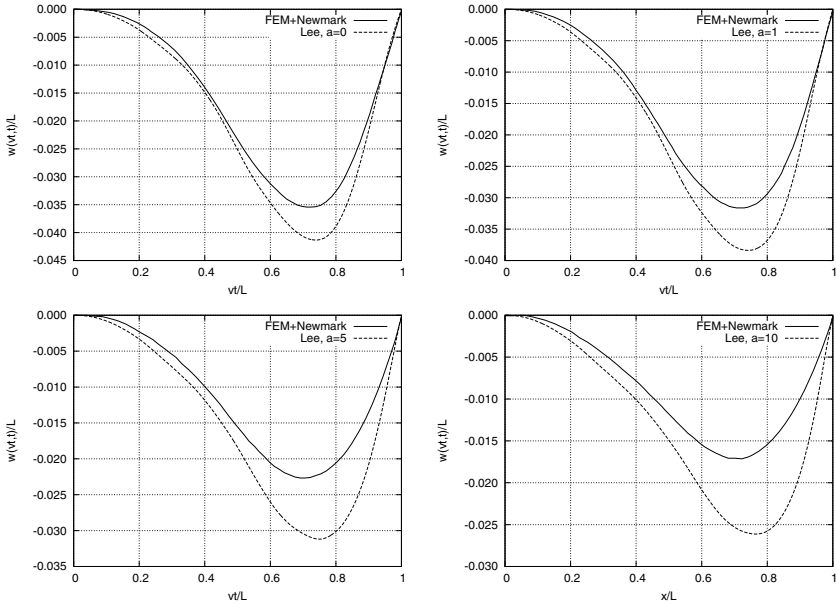 0.000
-0.005
-0.010
-0.015
-0.020
-0.025
-0.030
-0.035
-0.040
-0.045
w(vt,t)/L
FEM+Newmark
Lee, a=0
0 0.2 0.4 0.6 0.8 1
vt/L
0.000
-0.005
-0.010
-0.015
-0.020
-0.025
-0.030
-0.035
-0.040
w(vt,t)/L
FEM+Newmark
Lee, a=1
0 0.2 0.4 0.6 0.8 1
vt/L
0.000
-0.005
-0.010
-0.015
-0.020
-0.025
-0.030
-0.035
w(vt,t)/L
FEM+Newmark
Lee, a=5
0 0.2 0.4 0.6 0.8 1
vt/L
0.000
-0.005
-0.010
-0.015
-0.020
-0.025
-0.030
w(vt,t)/L
FEM+Newmark
Lee, a=10
0 0.2 0.4 0.6 0.8 1
x/L